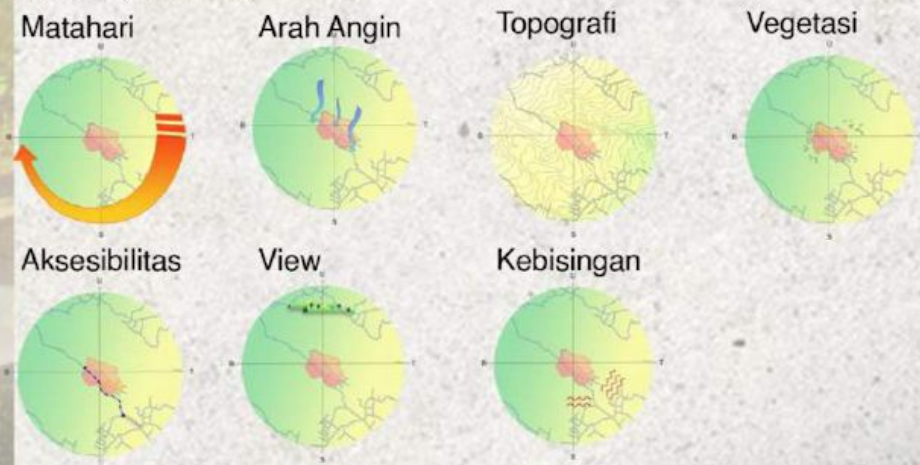 Matahari
Arah Angin
Topografi
Vegetasi
Aksesibilitas
View
Kebisingan